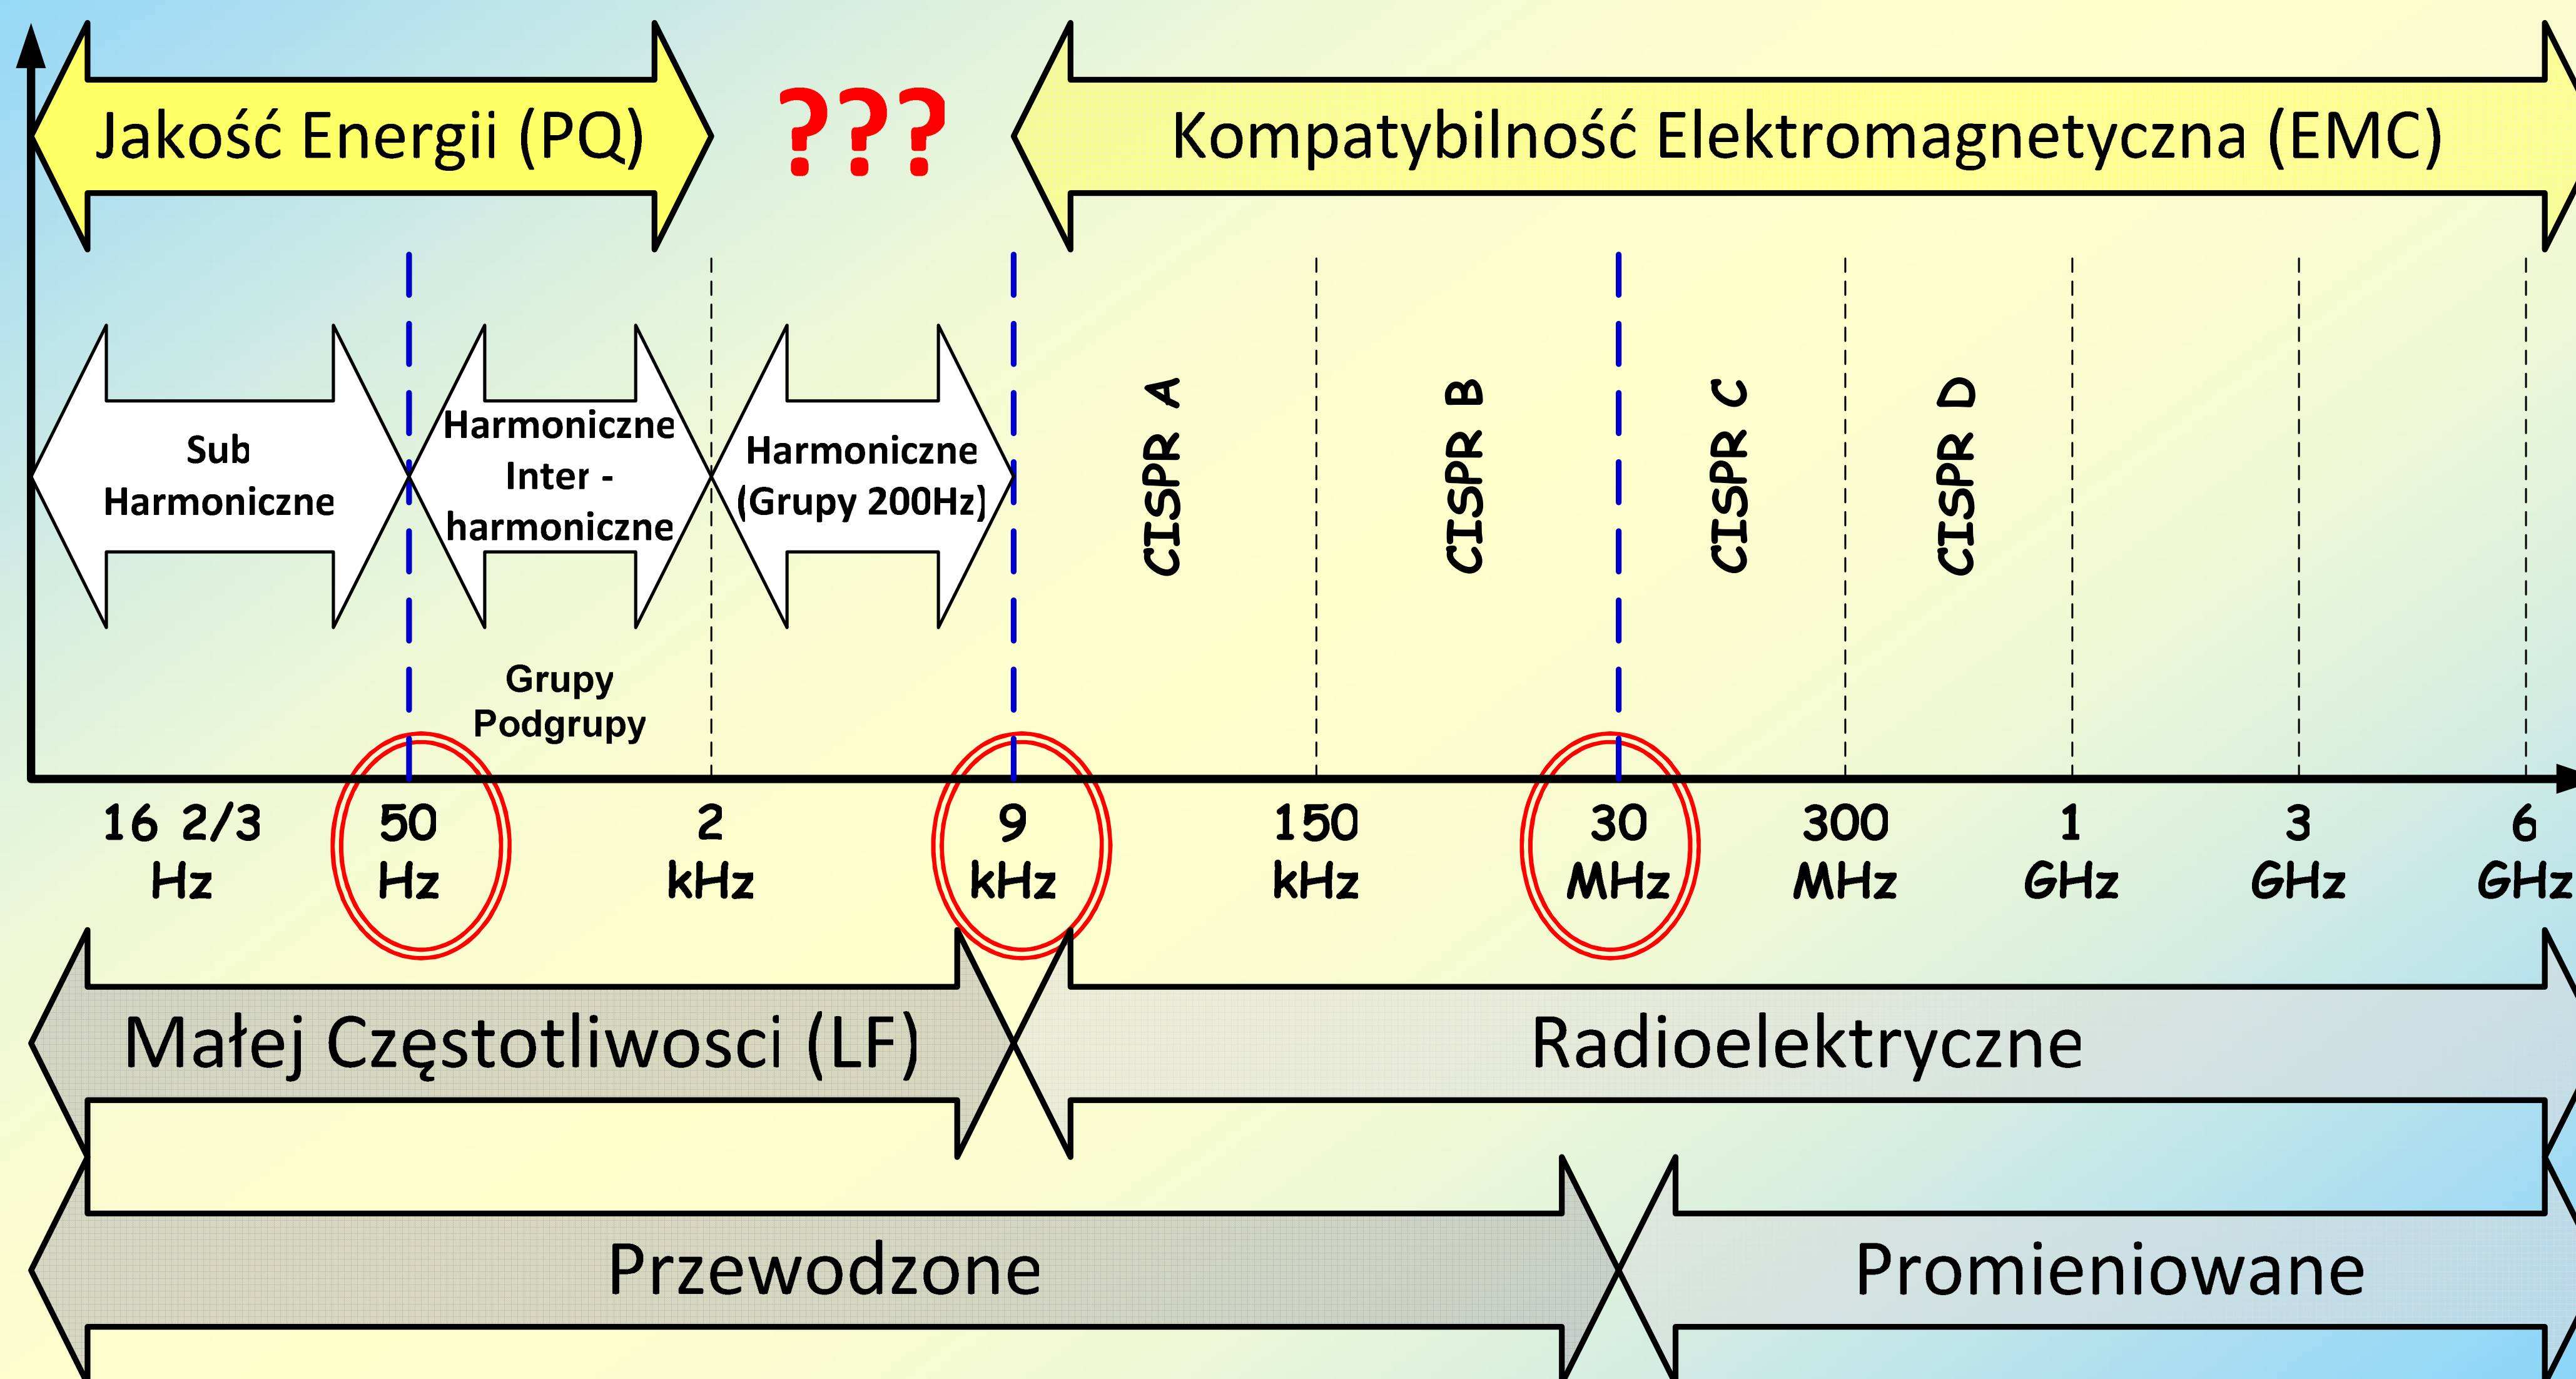 Jakość Energii (PQ)
???
Kompatybilność Elektromagnetyczna (EMC)
Sub
Harmoniczne
Harmoniczne
Inter -
harmoniczne
Harmoniczne
(Grupy 200Hz)
CISPR A
CISPR B
CISPR C
CISPR D
Grupy
Podgrupy
16 2/3
Hz
50
Hz
2
kHz
9
kHz
150
kHz
30
MHz
300
MHz
1
GHz
3
GHz
6
GHz
Małej Częstotliwosci (LF)
Radioelektryczne
Przewodzone
Promieniowane